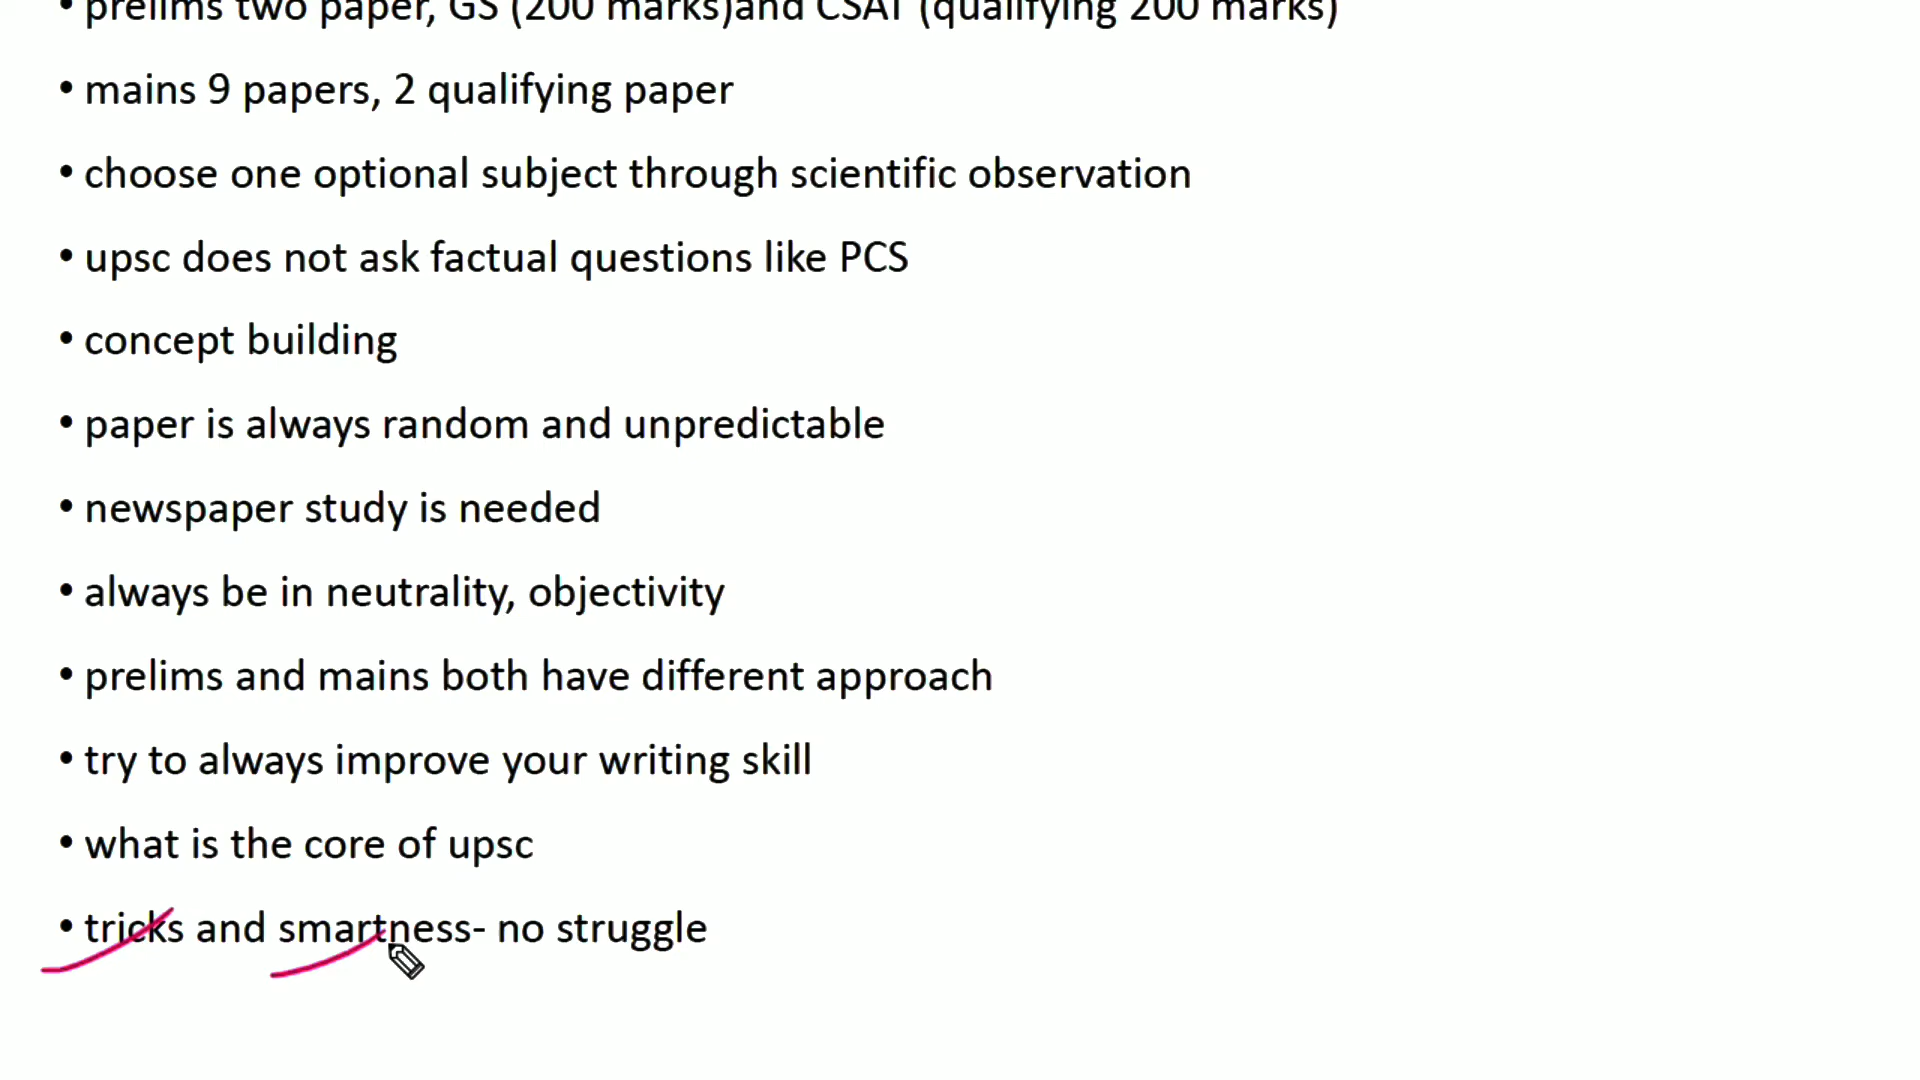 • prelims two paper, GS (200 marks)and CSAT (qualifying 200 marks)
• mains 9 papers, 2 qualifying paper
• choose one optional subject through scientific observation
• upsc does not ask factual questions like PCS
• concept building
• paper is always random and unpredictable
• newspaper study is needed
• always be in neutrality, objectivity
• prelims and mains both have different approach
• try to always improve your writing skill
• what is the core of upsc
• tricks and smartness- no struggle